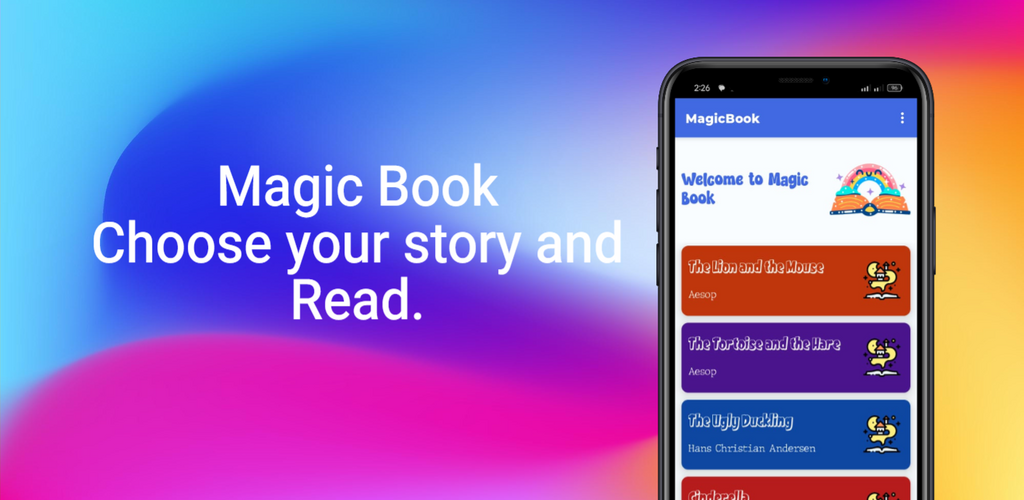 Magic Book
Choose your story and
Read.
2:26
MagicBook
Welcome to Magic
Book
The Lion and the Mouse
Aesop
The Tortoise and the Hare
Aesop
The Ugly Duckling
Hans Christian Andersen
Cinderella